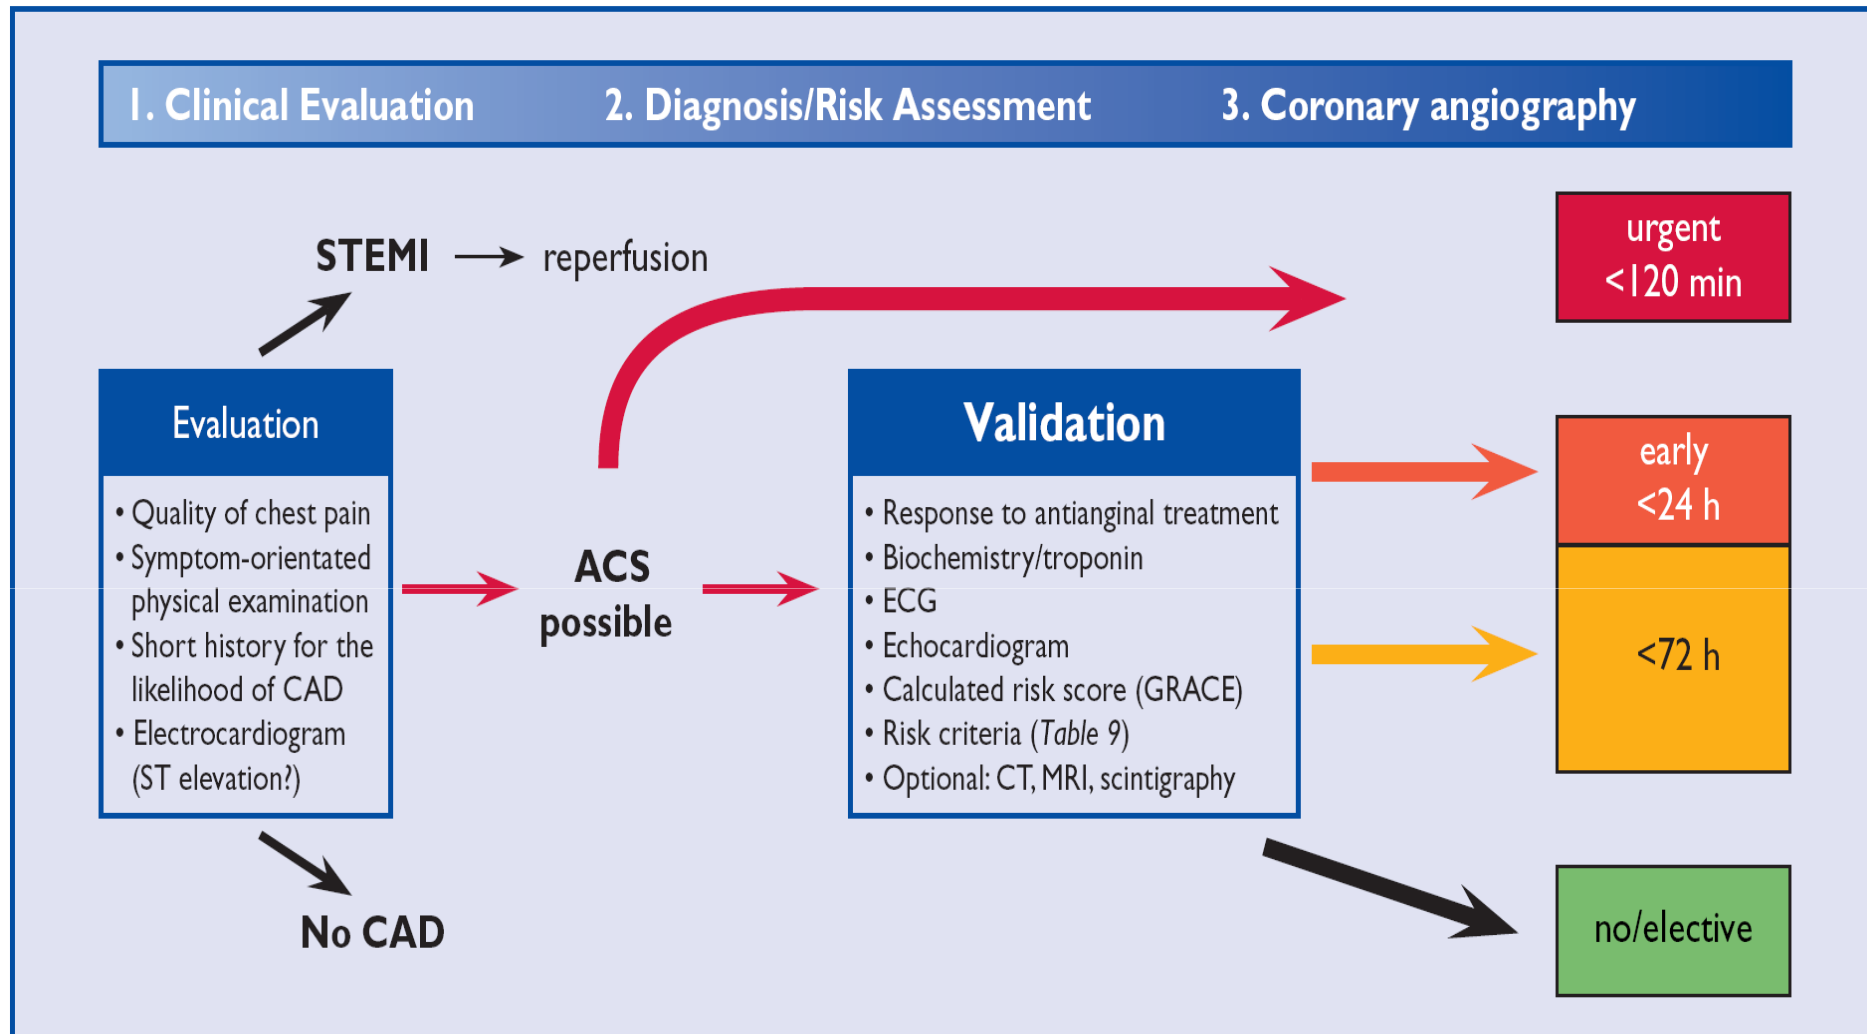 1. Clinical Evaluation
2. Diagnosis/Risk Assessment
3. Coronary angiography
STEMI
reperfusion
urgent
<120 min
Evaluation
• Quality of chest pain
• Symptom-orientated
physical examination
• Short history for the
likelihood of CAD
• Electrocardiogram
(ST elevation?)
ACS
possible
Validation
• Response to antianginal treatment
• Biochemistry/troponin
• ECG
• Echocardiogram
• Calculated risk score (GRACE)
• Risk criteria (Table 9)
• Optional: CT, MRI, scintigraphy
early
<24 h
<72 h
No CAD
no/elective